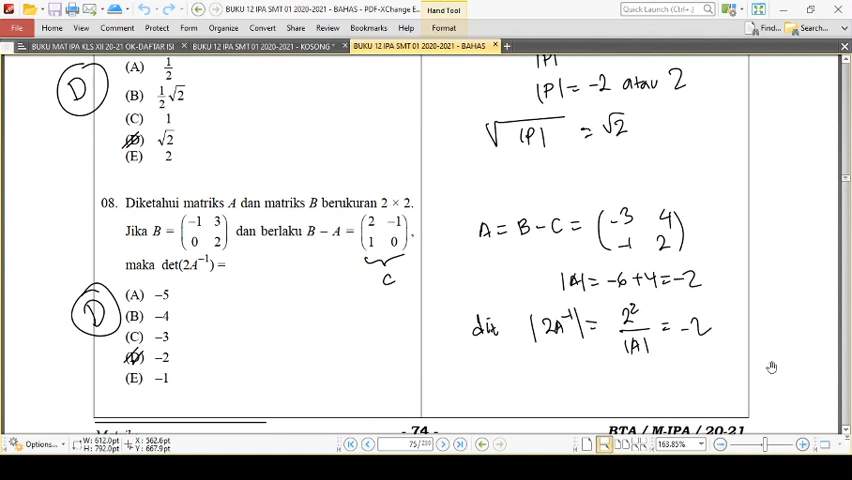 BUKU 12 IPA SMT 01 2020-2021 - BAHAS - PDF-XChange E
Hand Tool
Quick Launch (Ctrl+.)
File Home Convert Organize Share Review Bookmarks Help Format Find... Search...
BUKU MAT IPA KLS XII 20-21 OK-DAFTAR ISI
BUKU 12 IPA SMT 01 2020-2021 - KOSONG *
BUKU 12 IPA SMT 01 2020-2021 - BAHAS
D
(A) 1/2
(B) 1/2 √2
(C) 1
(D) √2
(E) 2
|P|
|P| = -2 atau 2
√|P| = √2
08. Diketahui matriks A dan matriks B berukuran 2 × 2.
Jika B = (−1 3 0 2) dan berlaku B − A = (2 −1 1 0),
C
maka det(2A⁻¹) =
D
(A) −5
(B) −4
(C) −3
(D) −2
(E) −1
A = B - C = (-3 4 -1 2)
|A| = -6 + 4 = -2
dit |2A⁻¹| = 2²/|A| = -2
- 74 - BTA / M-IPA / 20-21
Options... W: 612.0pt X: 562.6pt 75/230 163.85%
H: 792.0pt Y: 667.9pt